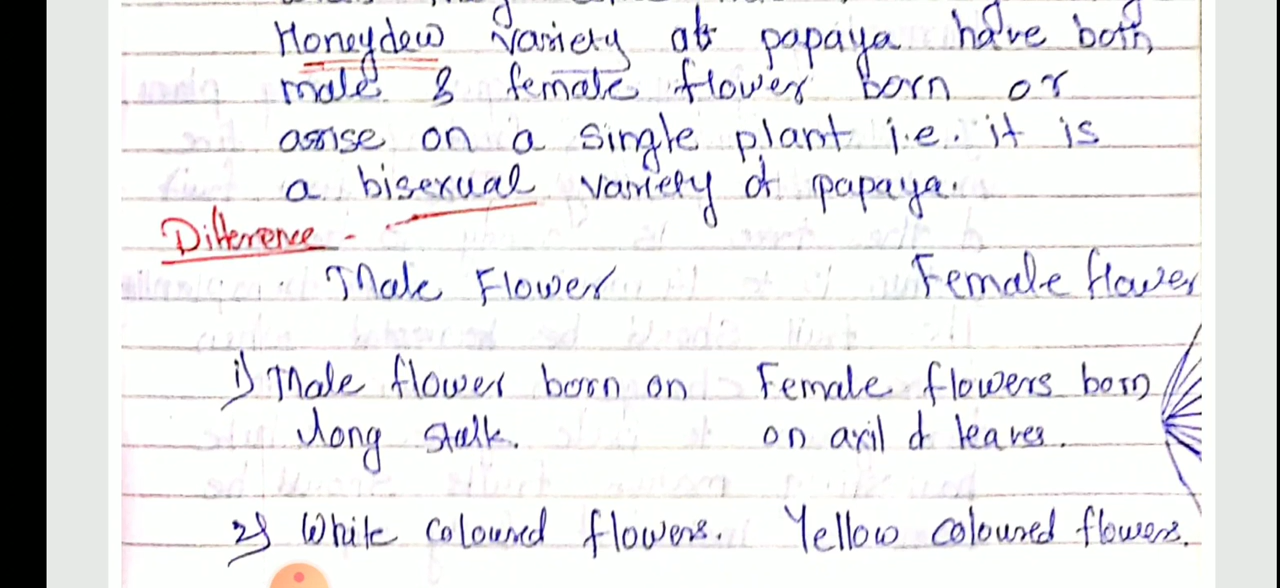 Honeydew variety of papaya have both
male & female flower born or
arise on a single plant i.e. it is
a bisexual variety of papaya.
Difference -
Male Flower Female flower
i) Male flower born on Female flowers born
long stalk. on axil of leaves.
2) White coloured flowers. Yellow coloured flowers.